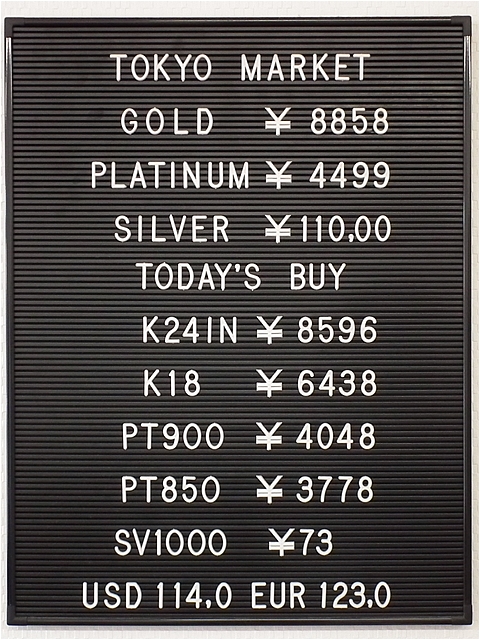 TOKYO MARKET
GOLD ¥ 8858
PLATINUM ¥ 4499
SILVER ¥110,00
TODAY'S BUY
K24IN ¥ 8596
K18 ¥ 6438
PT900 ¥ 4048
PT850 ¥ 3778
SV1000 ¥73
USD 114,0 EUR 123,0